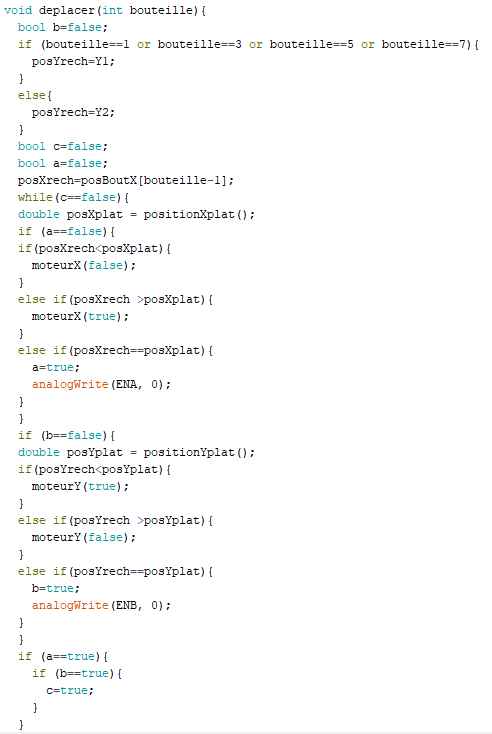 void deplacer(int bouteille){
bool b=false;
if (bouteille==1 or bouteille==3 or bouteille==5 or bouteille==7){
posYrech=Y1;
}
else{
posYrech=Y2;
}
bool c=false;
bool a=false;
posXrech=posBoutX[bouteille-1];
while(c==false){
double posXplat = positionXplat();
if (a==false){
if(posXrech<posXplat){
moteurX(false);
}
else if(posXrech >posXplat){
moteurX(true);
}
else if(posXrech==posXplat){
a=true;
analogWrite(ENA, 0);
}
}
if (b==false){
double posYplat = positionYplat();
if(posYrech<posYplat){
moteurY(true);
}
else if(posYrech >posYplat){
moteurY(false);
}
else if(posYrech==posYplat){
b=true;
analogWrite(ENB, 0);
}
}
if (a==true){
if (b==true){
c=true;
}
}